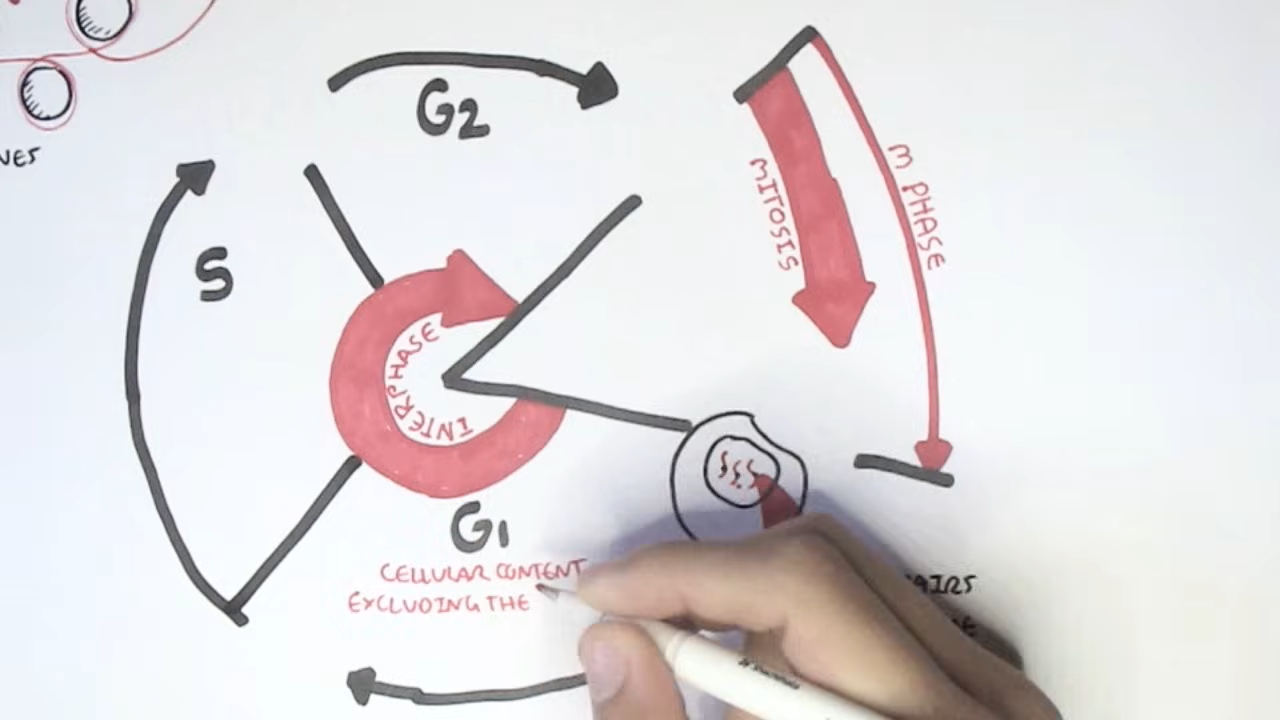 G2
S
MITOSIS
M PHASE
INTERPHASE
G1
CELLULAR CONTENT
EXCLUDING THE